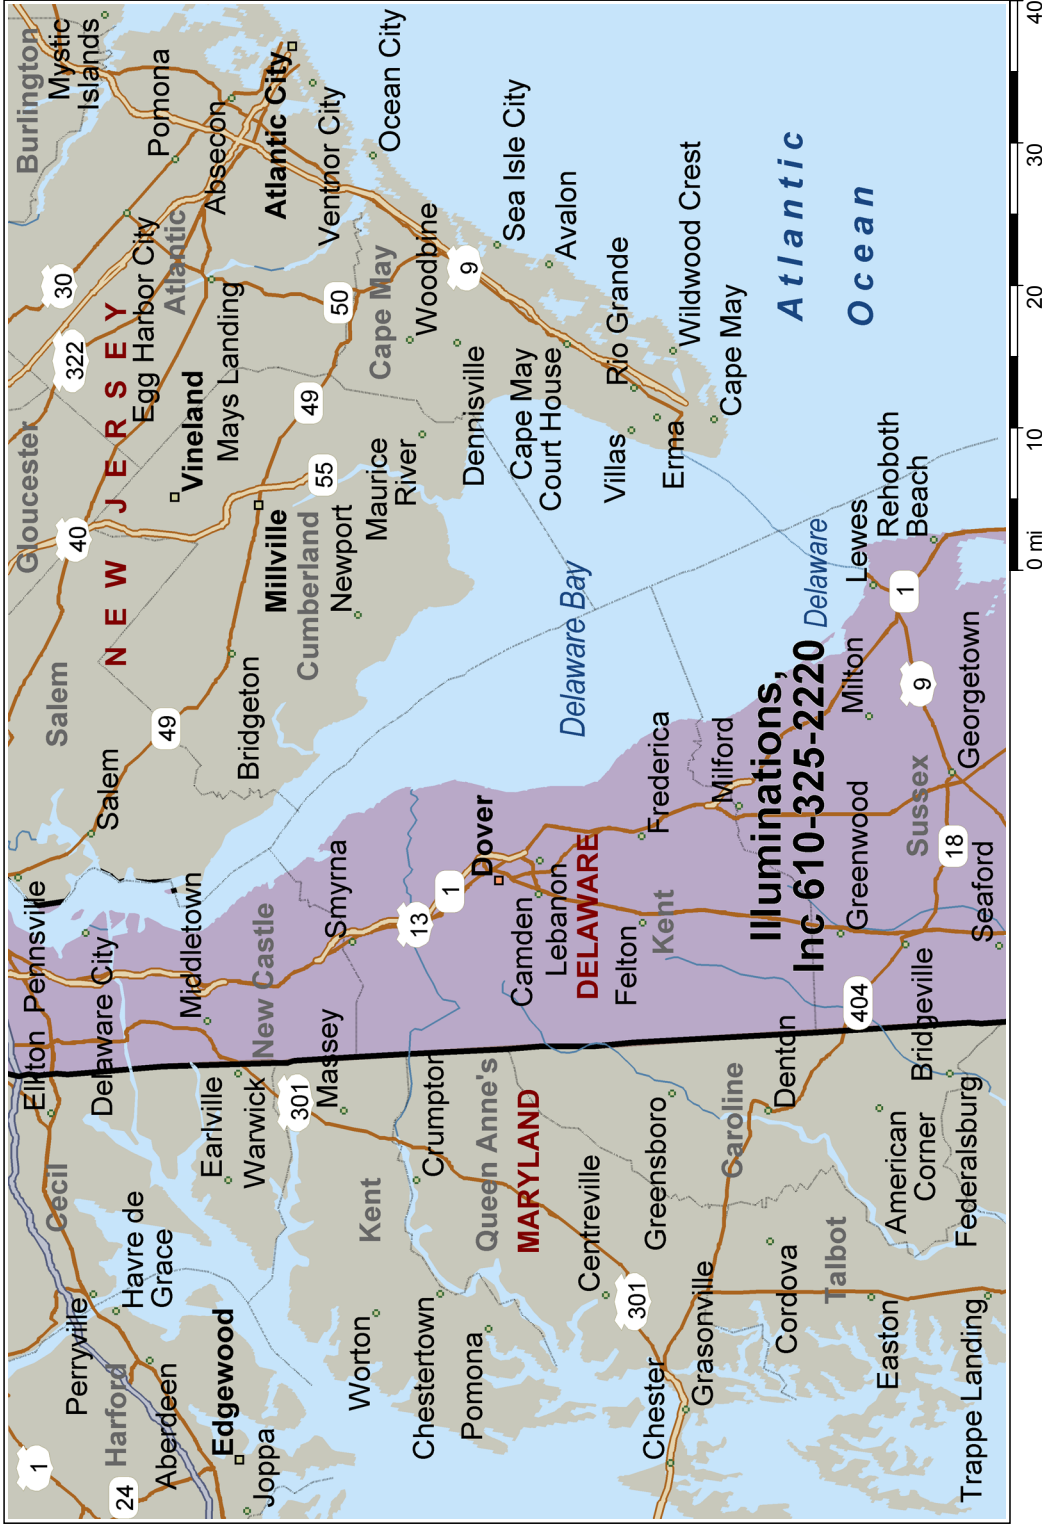 Burlington
Mystic
Islands
Pomona
Absecon
Atlantic City
Ventnor City
Ocean City
Sea Isle City
Avalon
Wildwood Crest
Cape May
Atlantic
Ocean
30
322
Egg Harbor City
Atlantic
Mays Landing
50
Cape May
Woodbine
9
Rio Grande
Gloucester
NEW JERSEY
Vineland
49
Dennisville
Cape May
Court House
Villas
Erma
40
55
Maurice
River
Millville
Cumberland
Newport
Salem
49
Bridgeton
Salem
Delaware Bay
Delaware
Lewes
Rehoboth
Beach
1
Milton
9
Georgetown
Frederica
Milford
Illuminations,
Inc 610-325-2220
Greenwood
Sussex
18
Seaford
Pennsville
Middletown
Smyrna
Dover
1
13
Delaware City
New Castle
Camden
Lebanon
DELAWARE
Felton
Kent
404
Bridgeville
Elkton
Earlville
Warwick
301
Massey
Crumpton
Denton
Cecil
Queen Anne's
MARYLAND
Greensboro
Caroline
American
Corner
Federalsburg
Havre de
Grace
Kent
Centreville
Perryville
Edgewood
Worton
Chestertown
Pomona
301
Grasonville
Cordova
Talbot
Easton
Harford
Aberdeen
Joppa
Chester
Trappe Landing
1
24
0 mi
10
20
30
40